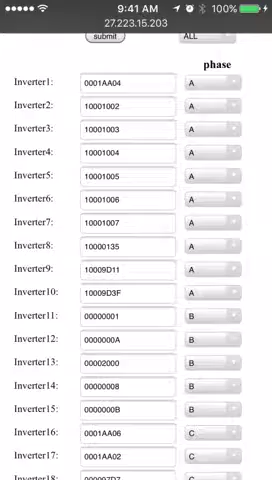 9:41 AM 100%
27.223.15.203
submit ALL
phase
Inverter1: 0001AA04 A
Inverter2: 10001002 A
Inverter3: 10001003 A
Inverter4: 10001004 A
Inverter5: 10001005 A
Inverter6: 10001006 A
Inverter7: 10001007 A
Inverter8: 10000135 A
Inverter9: 10009D11 A
Inverter10: 10009D3F A
Inverter11: 00000001 B
Inverter12: 0000000A B
Inverter13: 00002000 B
Inverter14: 00000008 B
Inverter15: 0000000B B
Inverter16: 0001AA06 C
Inverter17: 0001AA02 C
Inverter18: 000097D7 C